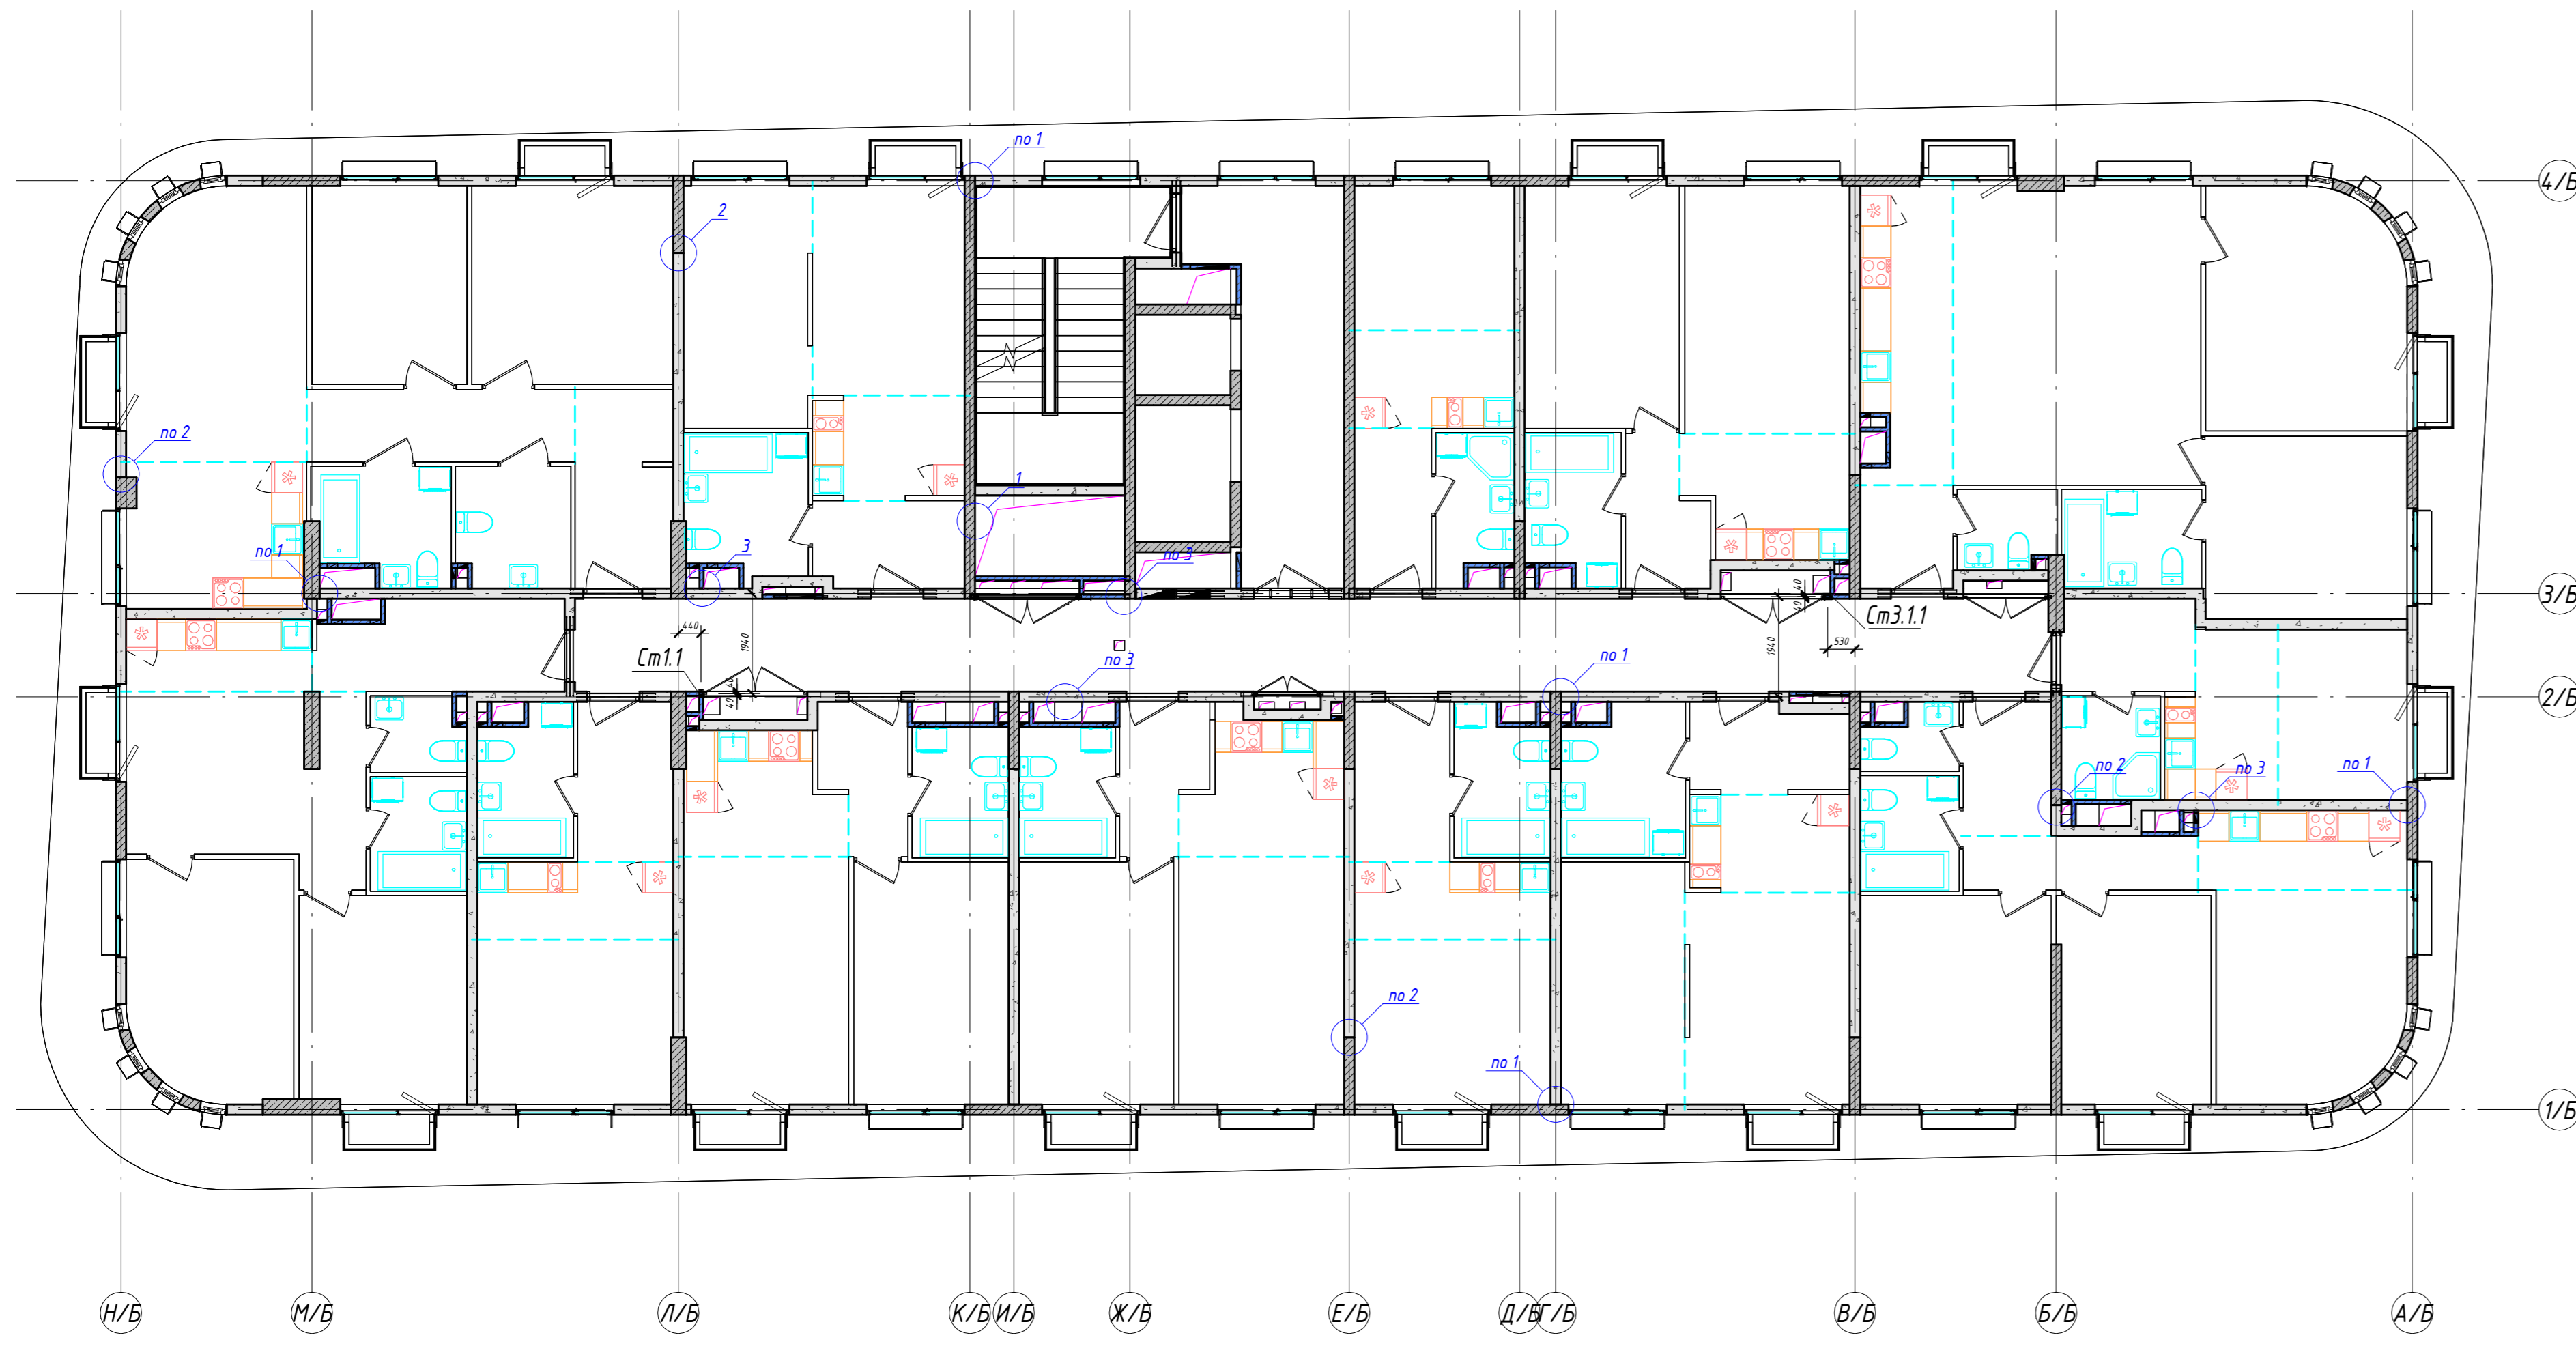 по 1
4/Б
2
по 2
1
3
по 1
по 3
3/Б
40
40
Ст3.1.1
440
1940
1940
530
Ст1.1
по 3
по 1
40
40
2/Б
по 2
по 3
по 1
по 2
по 1
1/Б
Н/Б
М/Б
Л/Б
К/Б
И/Б
Ж/Б
Е/Б
Д/Б
Г/Б
В/Б
Б/Б
А/Б